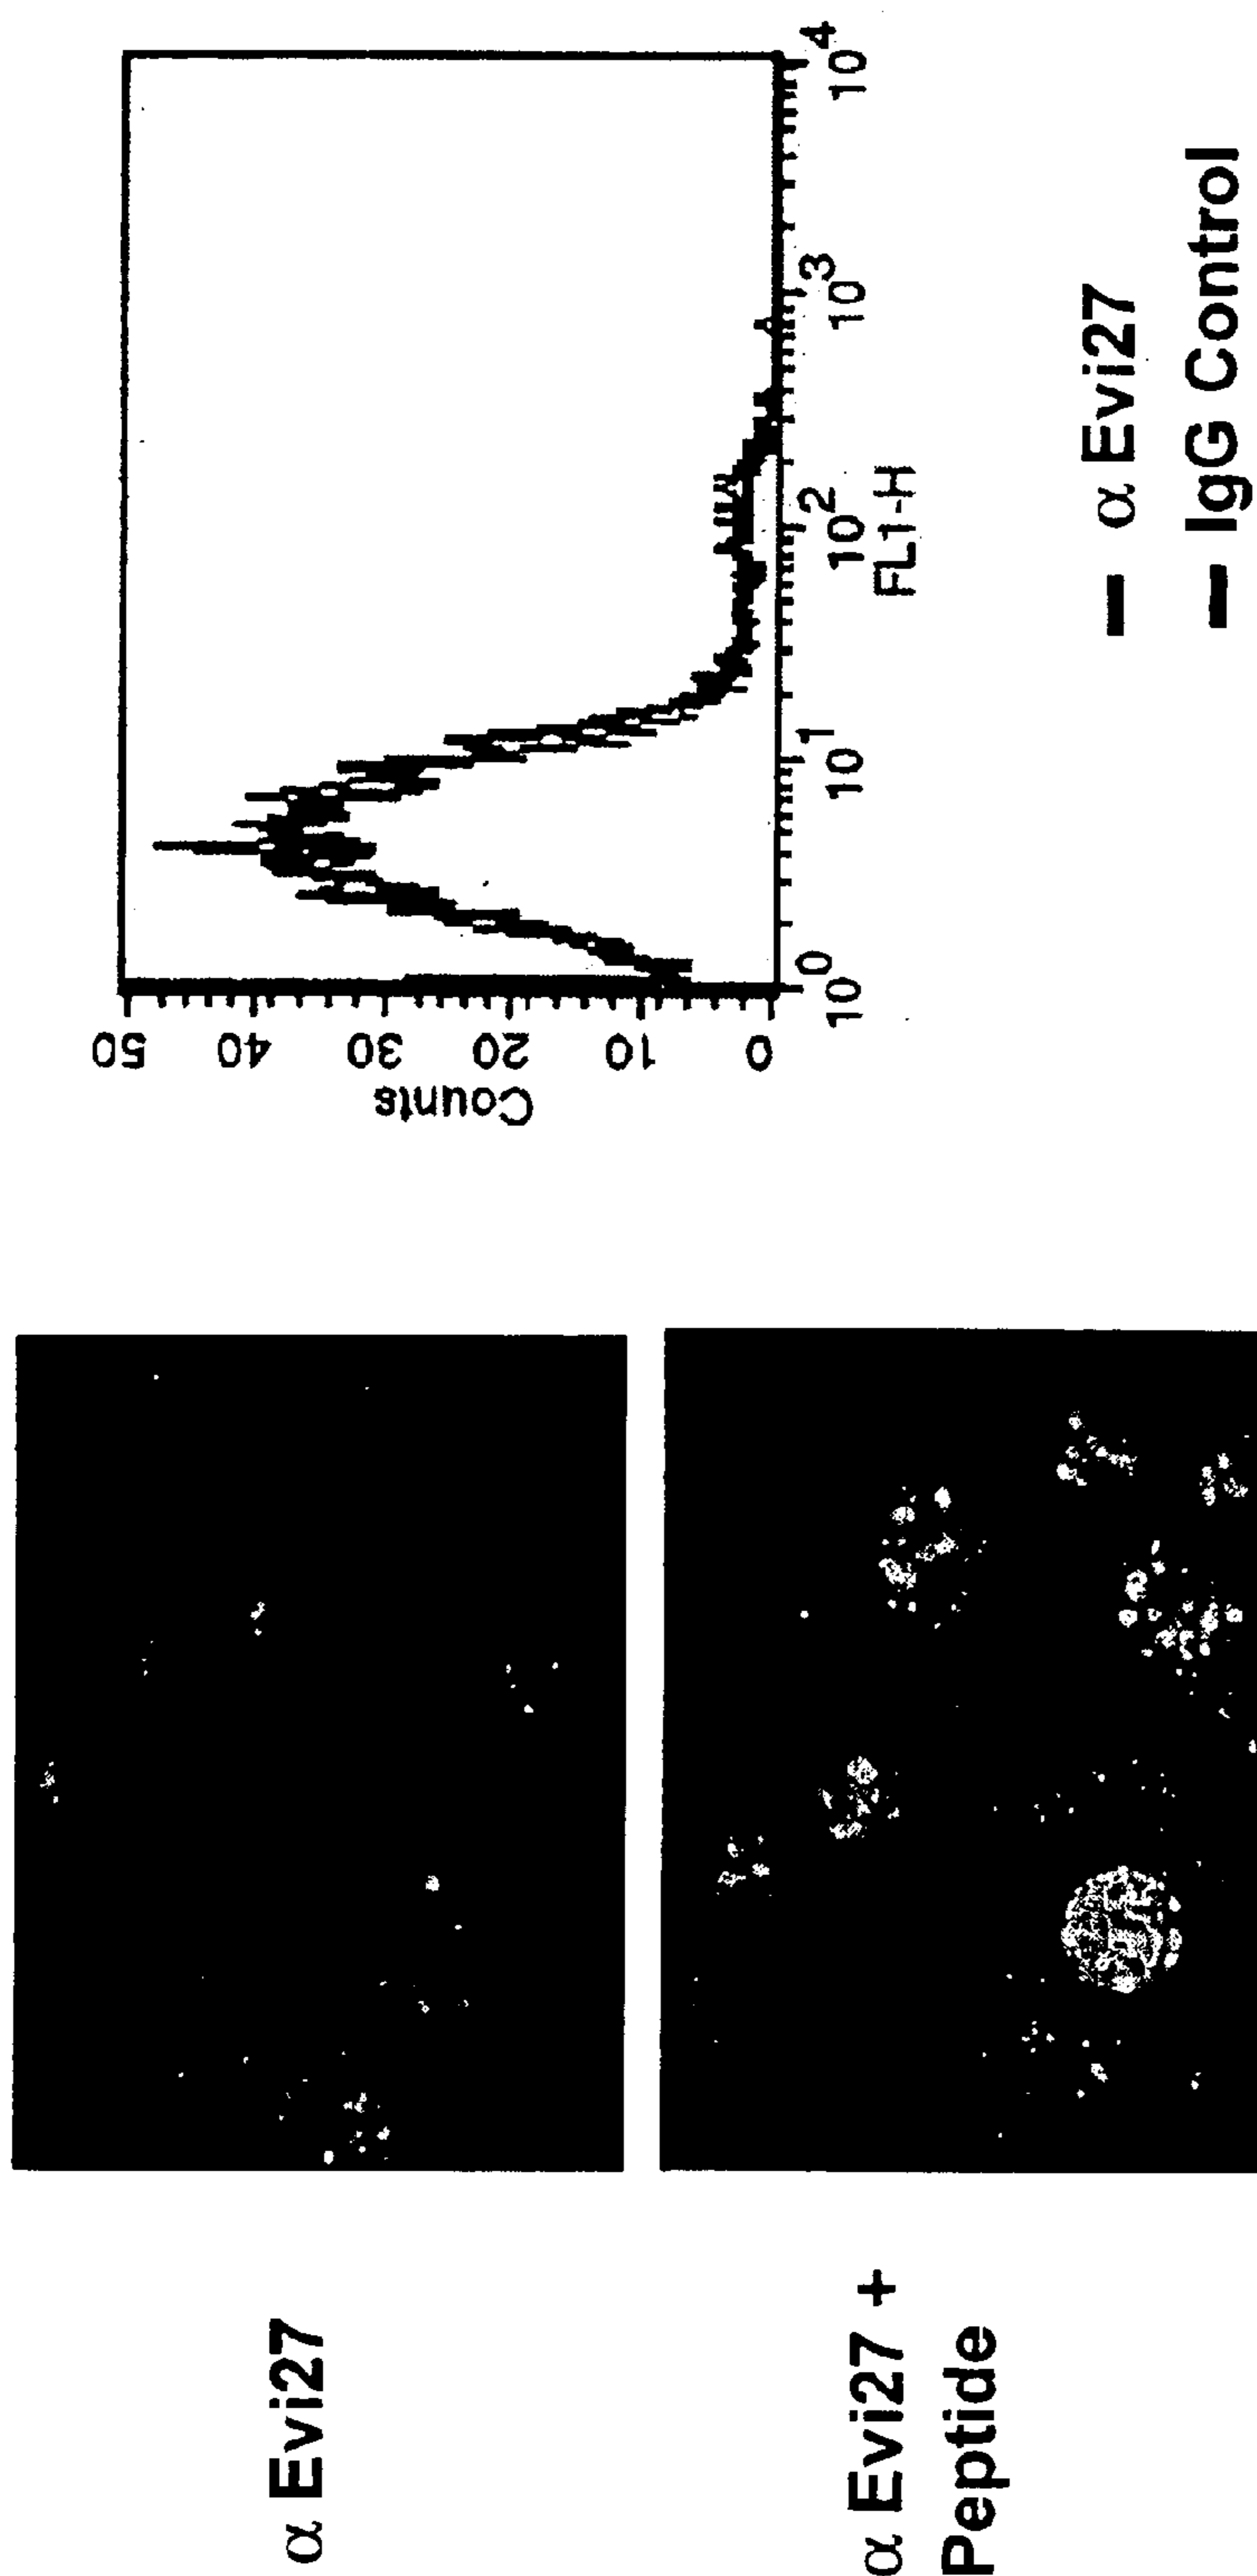 α Evi27
α Evi27 +
Peptide
Counts
50
40
30
20
10
0
10^0
10^1
10^2
10^3
10^4
FL1-H
α Evi27
IgG Control